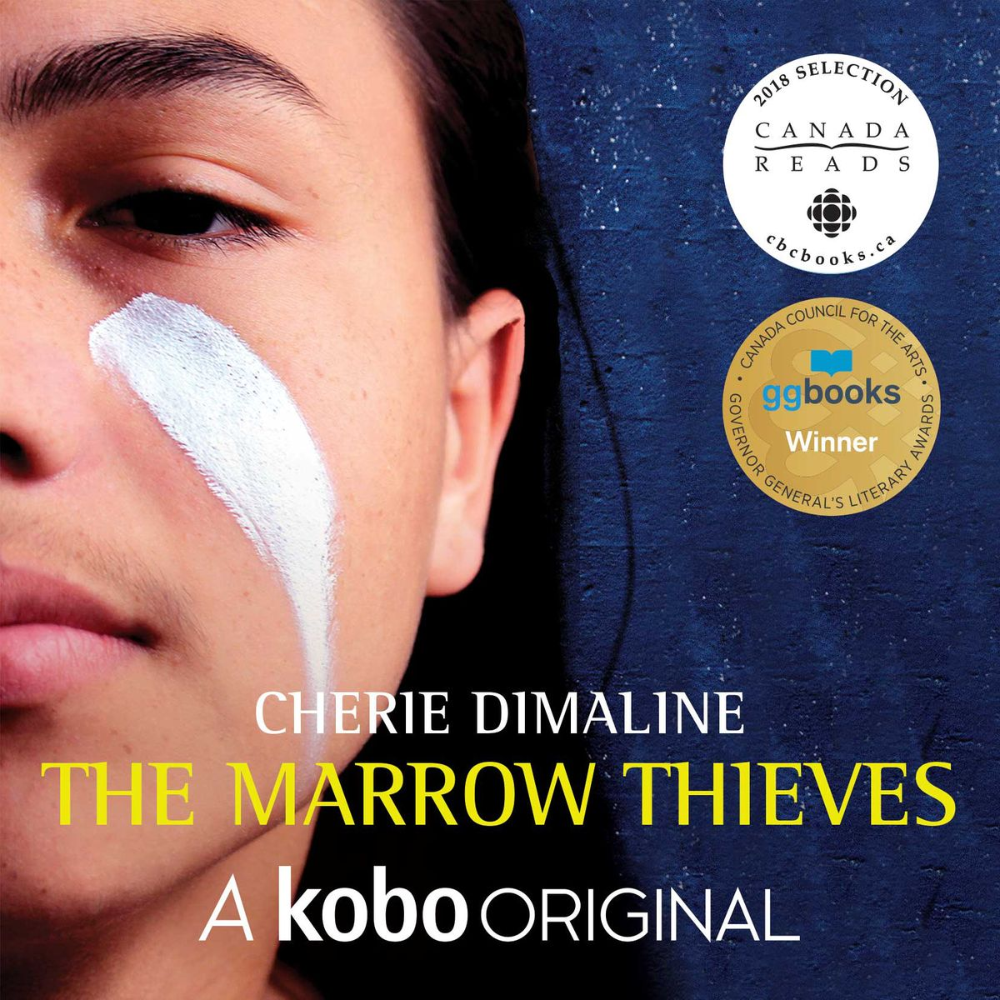 2018 SELECTION
CANADA
READS
cbcbooks.ca
• CANADA COUNCIL FOR THE ARTS •
ggbooks
Winner
GOVERNOR GENERAL'S LITERARY AWARDS
CHERIE DIMALINE
THE MARROW THIEVES
A kobo ORIGINAL